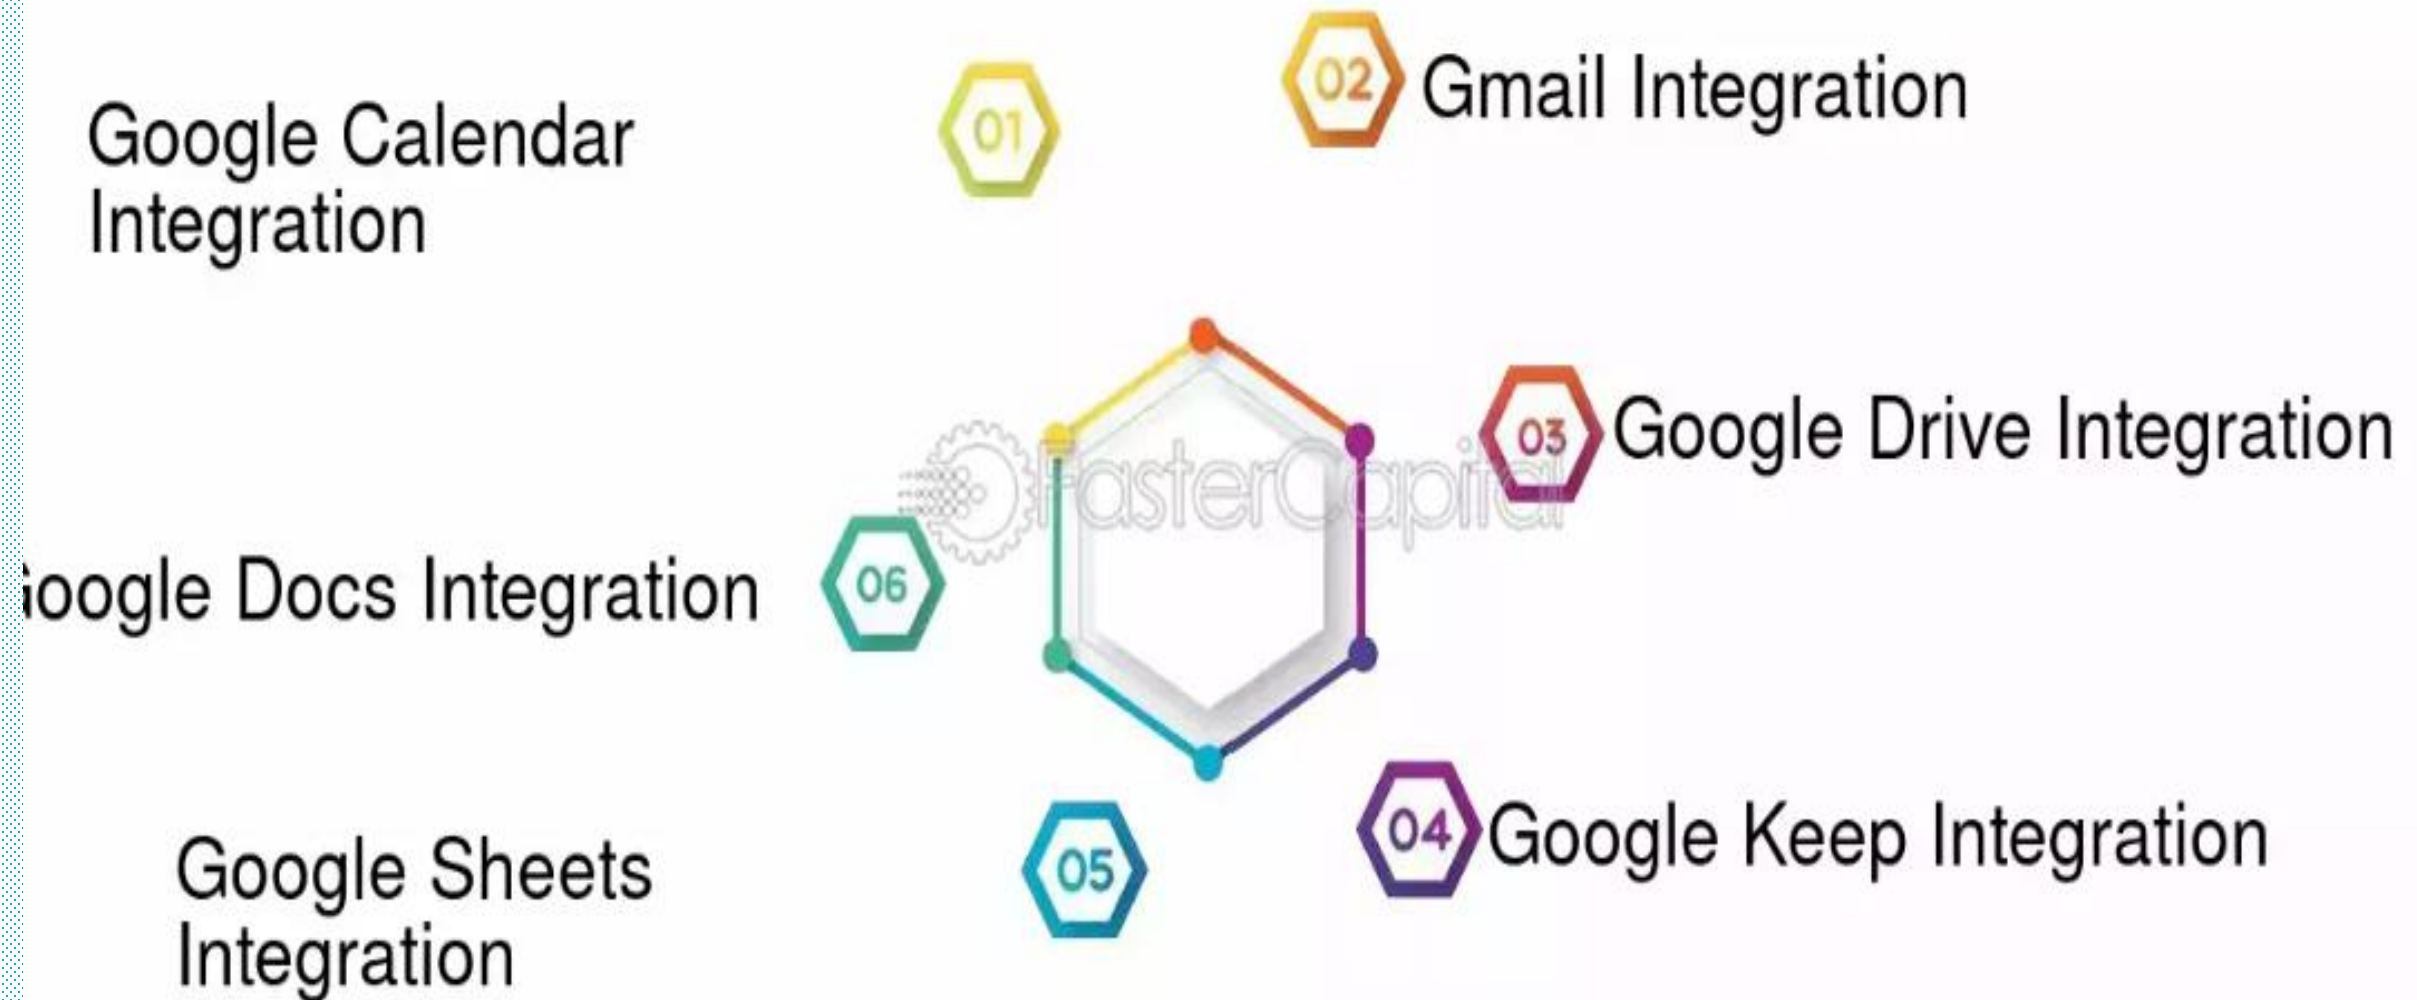 01
Google Calendar
Integration
02
Gmail Integration
03
Google Drive Integration
04
Google Keep Integration
05
Google Sheets
Integration
06
oogle Docs Integration
FasterCapital